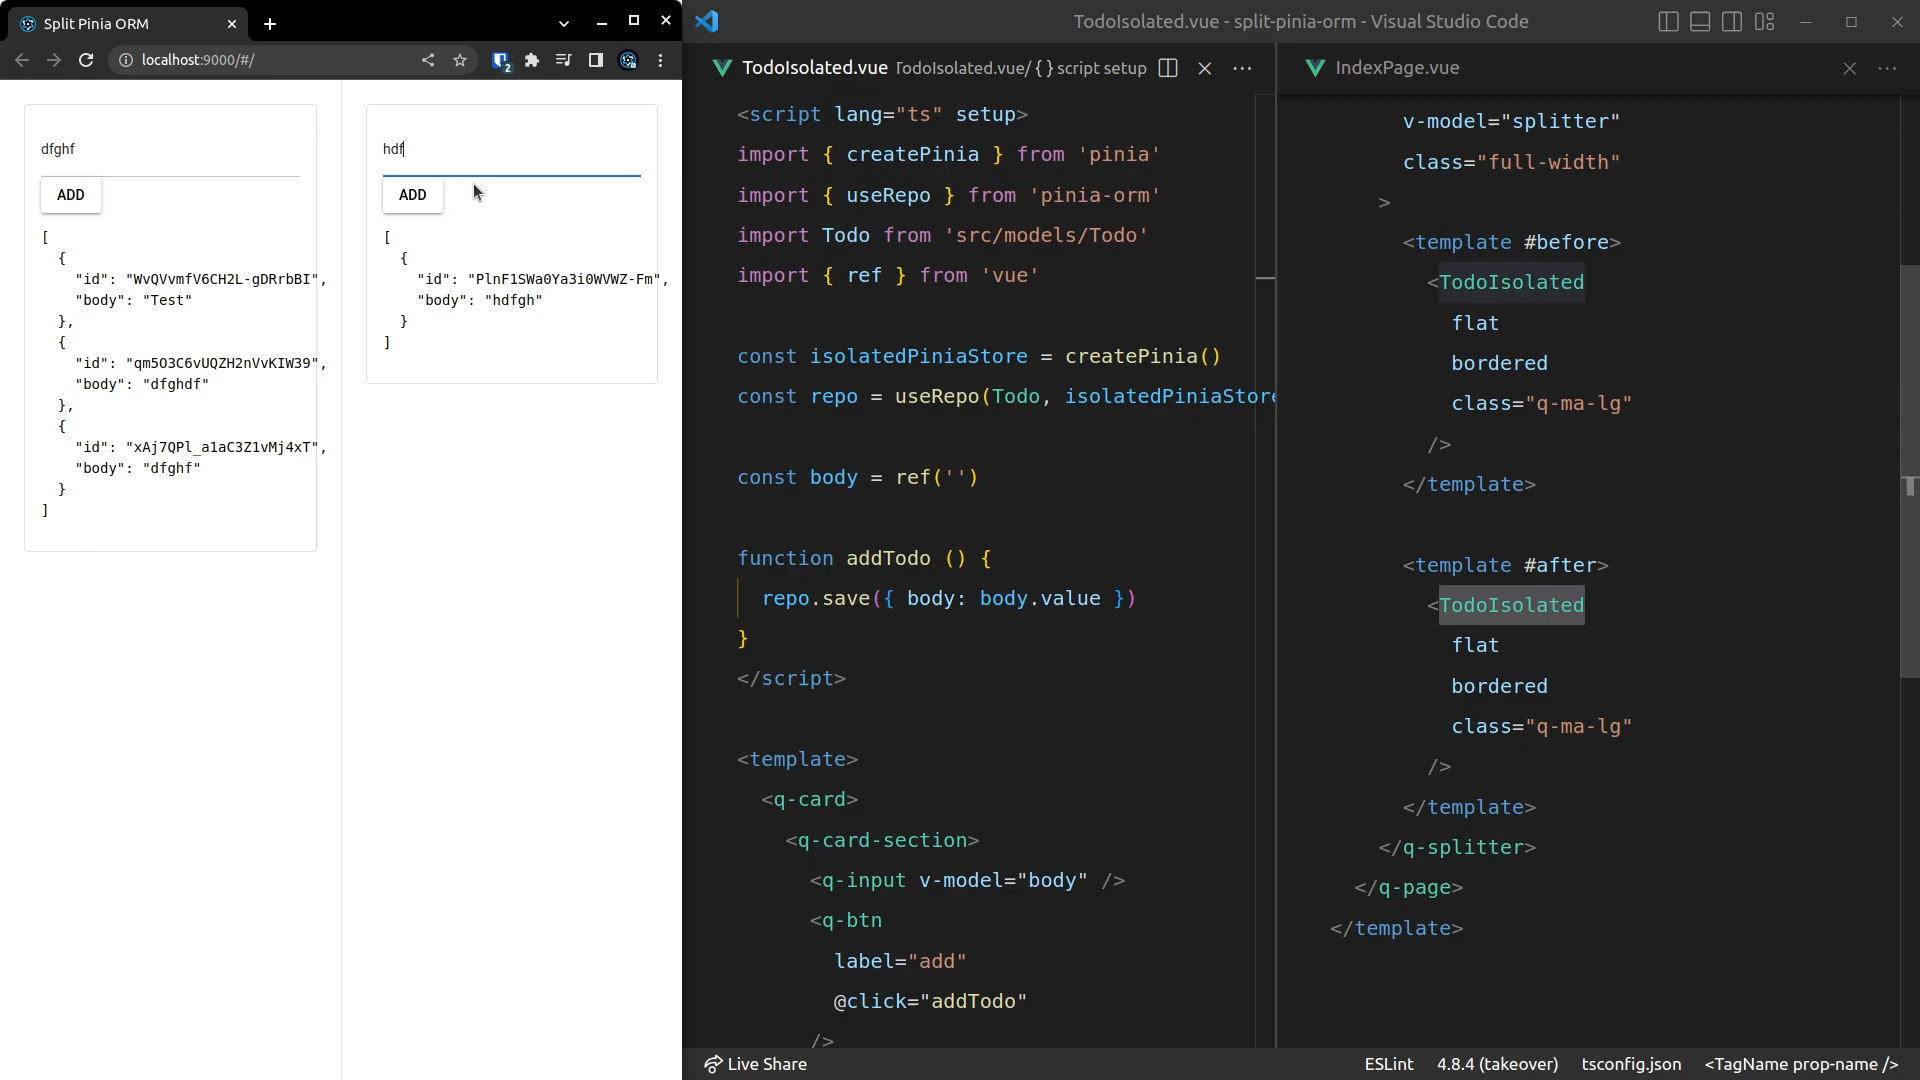 Split Pinia ORM
localhost:9000/#/
2
dfghf
ADD
[
  {
    "id": "WvQVvmfV6CH2L-gDRrbBI",
    "body": "Test"
  },
  {
    "id": "qm5O3C6vUQZH2nVvKIW39",
    "body": "dfghdf"
  },
  {
    "id": "xAj7QPl_a1aC3Z1vMj4xT",
    "body": "dfghf"
  }
]
hdf
ADD
[
  {
    "id": "PlnF1SWa0Ya3i0WVWZ-Fm",
    "body": "hdfgh"
  }
]
TodoIsolated.vue - split-pinia-orm - Visual Studio Code
TodoIsolated.vue TodoIsolated.vue/ { } script setup
<script lang="ts" setup>
import { createPinia } from 'pinia'
import { useRepo } from 'pinia-orm'
import Todo from 'src/models/Todo'
import { ref } from 'vue'
const isolatedPiniaStore = createPinia()
const repo = useRepo(Todo, isolatedPiniaStore
const body = ref('')
function addTodo () {
  repo.save({ body: body.value })
}
</script>
<template>
  <q-card>
    <q-card-section>
      <q-input v-model="body" />
      <q-btn
        label="add"
        @click="addTodo"
      />
IndexPage.vue
      v-model="splitter"
      class="full-width"
    >
      <template #before>
        <TodoIsolated
          flat
          bordered
          class="q-ma-lg"
        />
      </template>
      <template #after>
        <TodoIsolated
          flat
          bordered
          class="q-ma-lg"
        />
      </template>
    </q-splitter>
  </q-page>
</template>
Live Share
ESLint 4.8.4 (takeover) tsconfig.json <TagName prop-name />